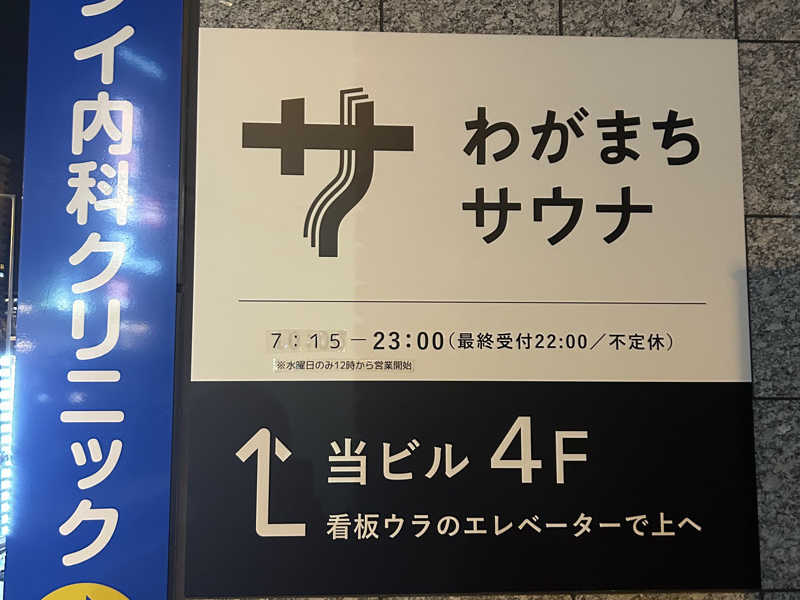 イ内科クリニック
サ
わがまち
サウナ
7:15－23:00(最終受付22:00／不定休)
※水曜日のみ12時から営業開始
当ビル 4F
看板ウラのエレベーターで上へ